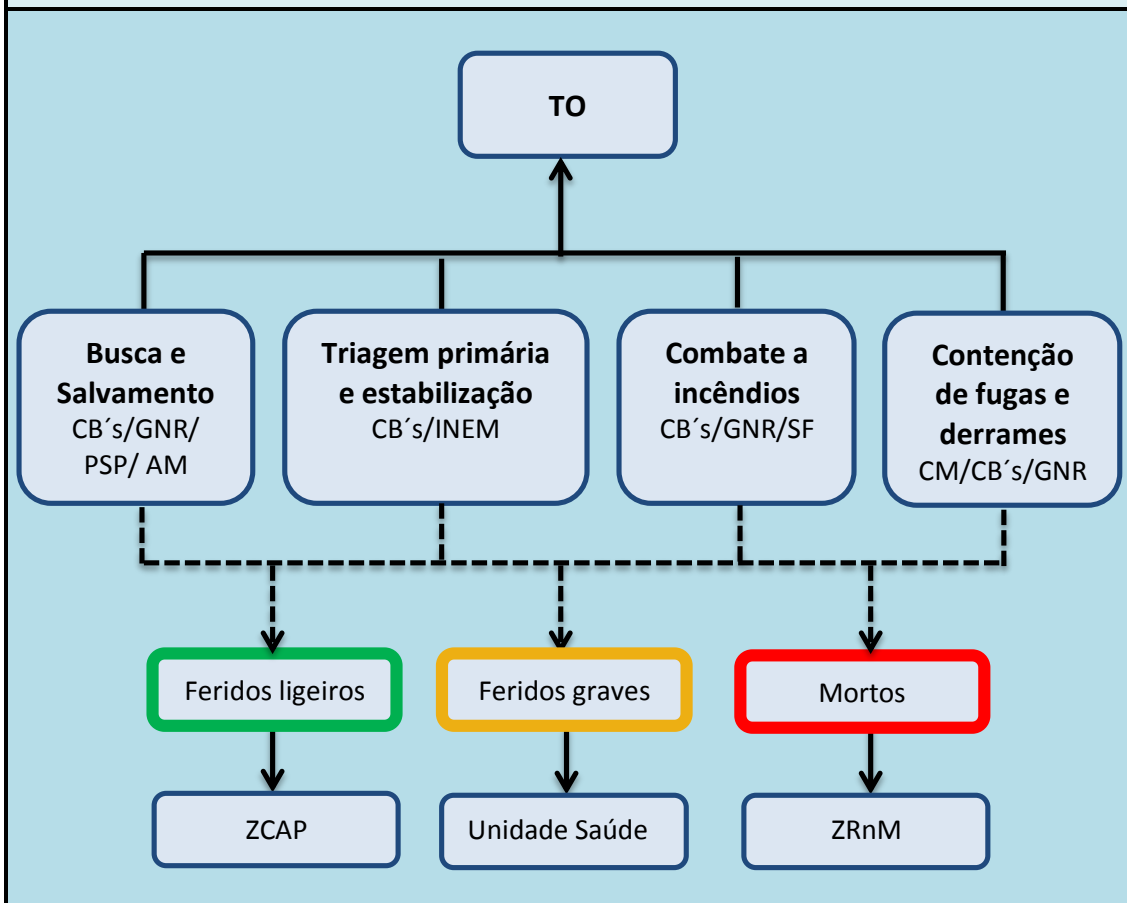 TO
Busca e
Salvamento
CB´s/GNR/
PSP/ AM
Triagem primária
e estabilização
CB´s/INEM
Combate a
incêndios
CB´s/GNR/SF
Contenção
de fugas e
derrames
CM/CB´s/GNR
Feridos ligeiros
Feridos graves
Mortos
ZCAP
Unidade Saúde
ZRnM